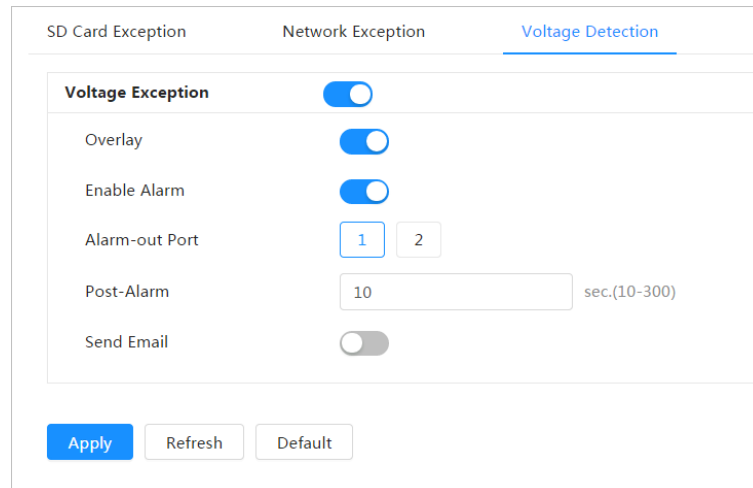 SD Card Exception Network Exception Voltage Detection
Voltage Exception
Overlay
Enable Alarm
Alarm-out Port 1 2
Post-Alarm 10 sec.(10-300)
Send Email
Apply Refresh Default